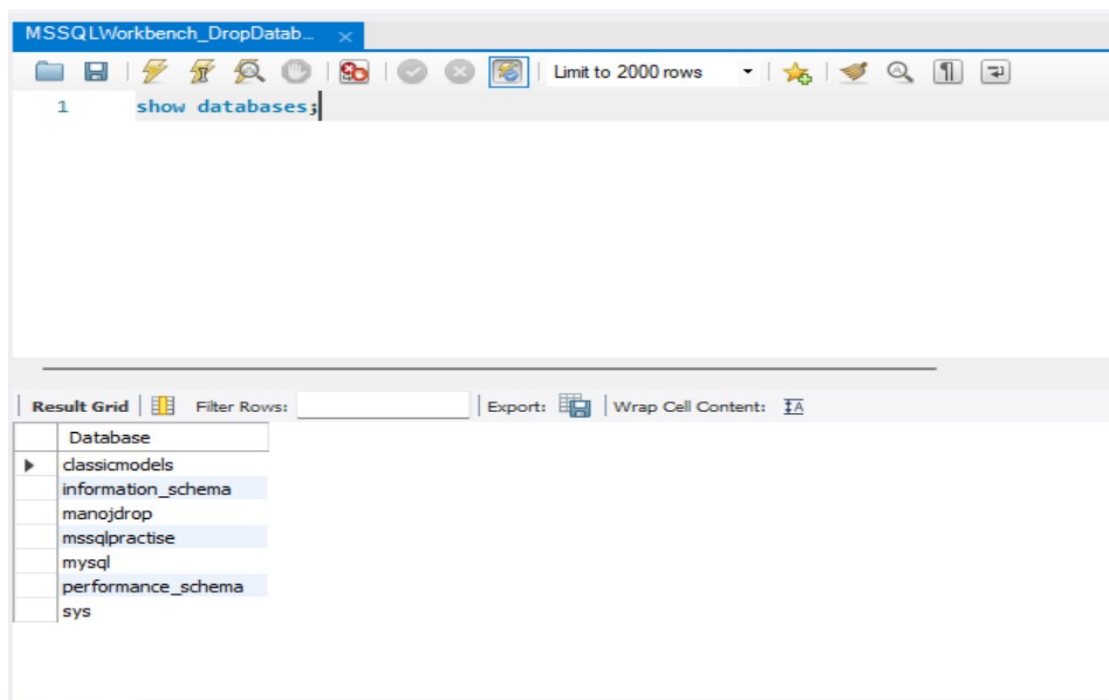 MSSQLWorkbench_DropDatab...
Limit to 2000 rows
1 show databases;
Result Grid Filter Rows: Export: Wrap Cell Content: IA
Database
classicmodels
information_schema
manojdrop
mssqlpractise
mysql
performance_schema
sys